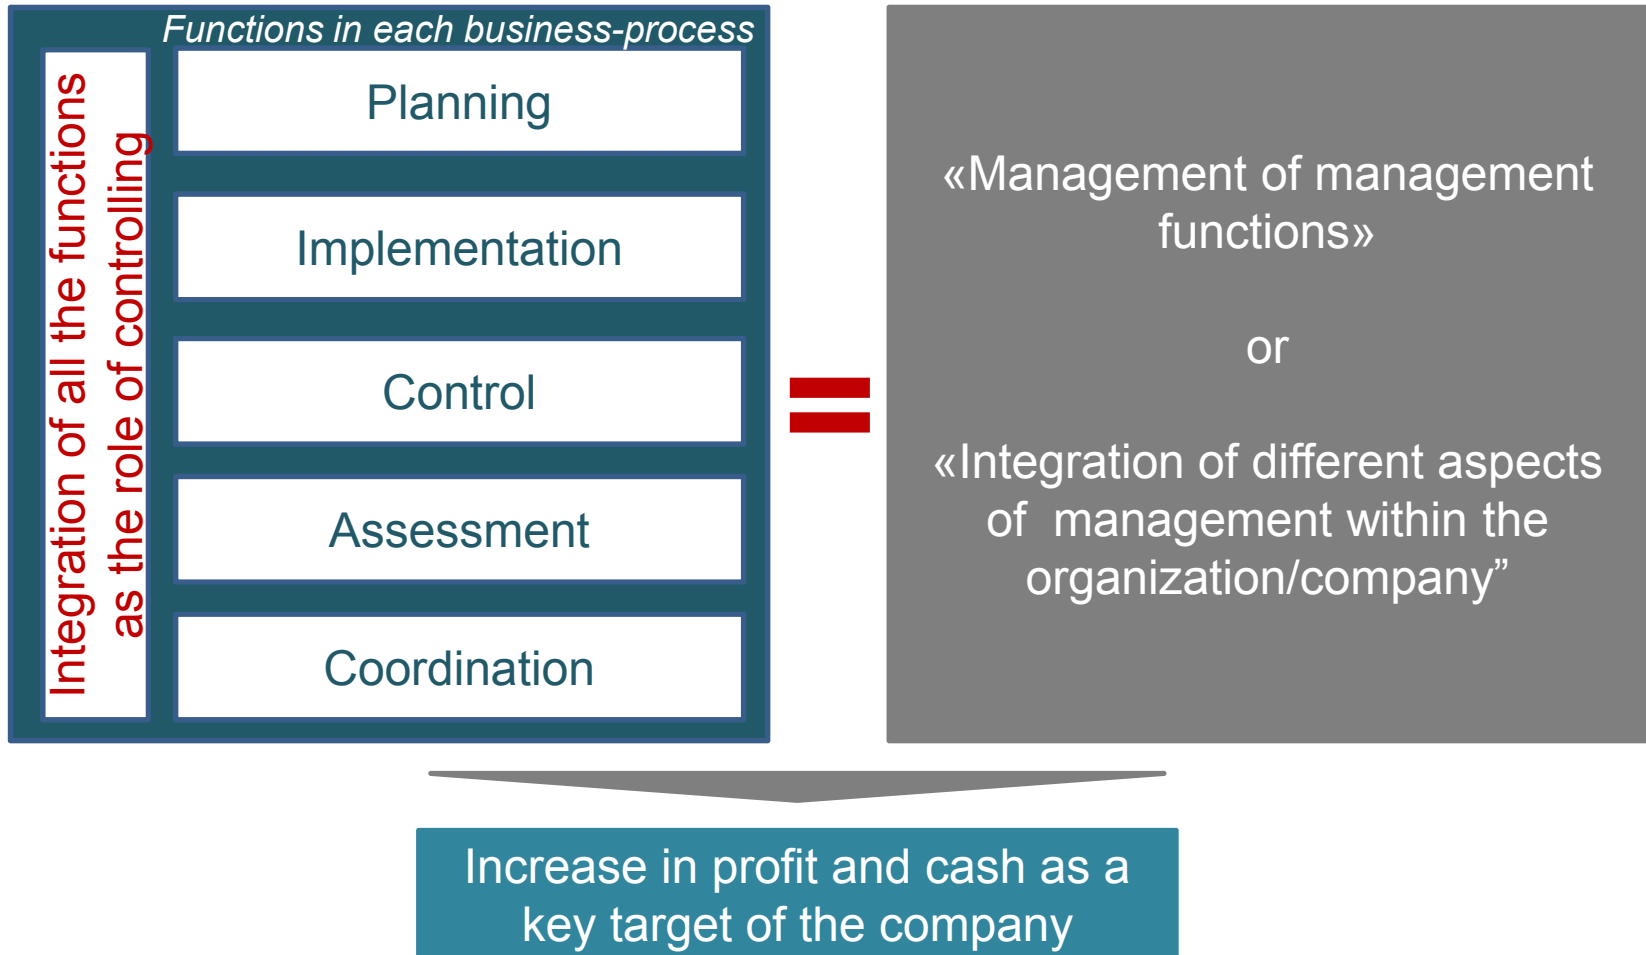 Functions in each business-process
Integration of all the functions
as the role of controlling
Planning
Implementation
Control
Assessment
Coordination
«Management of management
functions»
or
«Integration of different aspects
of management within the
organization/company”
Increase in profit and cash as a
key target of the company